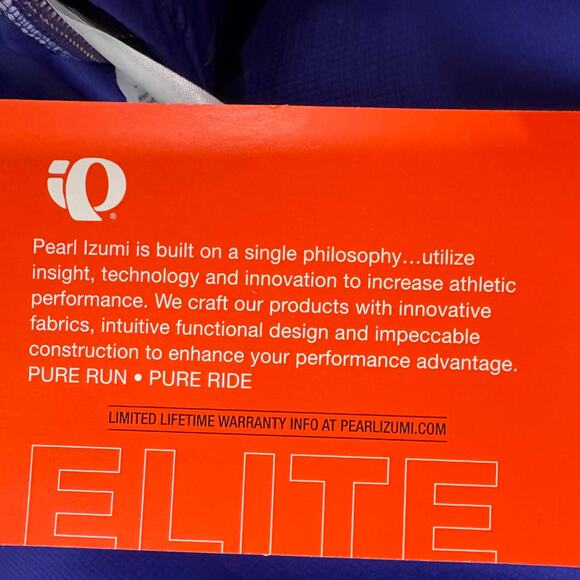 Pearl Izumi is built on a single philosophy...utilize
insight, technology and innovation to increase athletic
performance. We craft our products with innovative
fabrics, intuitive functional design and impeccable
construction to enhance your performance advantage.
PURE RUN • PURE RIDE
LIMITED LIFETIME WARRANTY INFO AT PEARLIZUMI.COM
ELITE